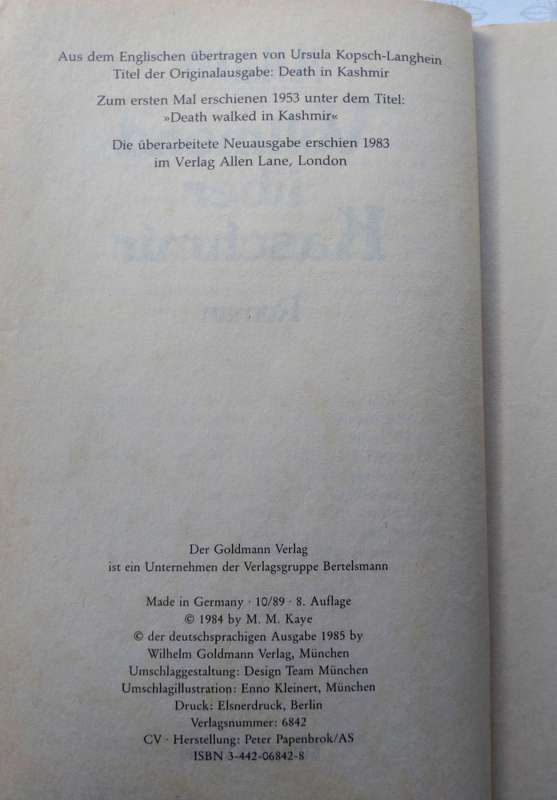 Aus dem Englischen übertragen von Ursula Kopsch-Langhein
Titel der Originalausgabe: Death in Kashmir
Zum ersten Mal erschienen 1953 unter dem Titel:
»Death walked in Kashmir«
Die überarbeitete Neuausgabe erschien 1983
im Verlag Allen Lane, London
über
Kaschmir
Roman
Der Goldmann Verlag
ist ein Unternehmen der Verlagsgruppe Bertelsmann
Made in Germany · 10/89 · 8. Auflage
© 1984 by M. M. Kaye
© der deutschsprachigen Ausgabe 1985 by
Wilhelm Goldmann Verlag, München
Umschlaggestaltung: Design Team München
Umschlagillustration: Enno Kleinert, München
Druck: Elsnerdruck, Berlin
Verlagsnummer: 6842
CV · Herstellung: Peter Papenbrok/AS
ISBN 3-442-06842-8